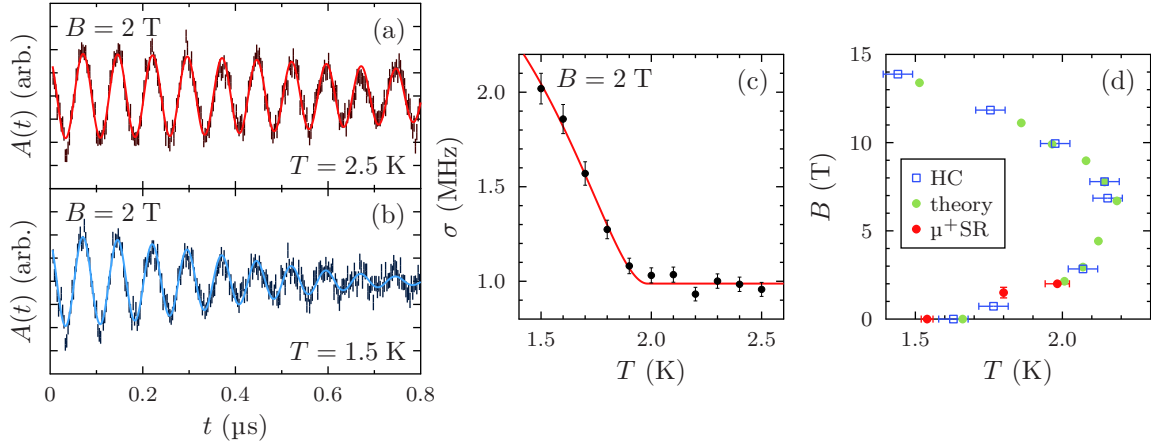 B = 2 T
(a)
A(t) (arb.)
T = 2.5 K
B = 2 T
(b)
A(t) (arb.)
T = 1.5 K
0 0.2 0.4 0.6 0.8
t (µs)
B = 2 T
(c)
2.0
1.5
1.0
σ (MHz)
1.5 2.0 2.5
T (K)
(d)
15
10
5
0
B (T)
HC
theory
µ⁺SR
1.5 2.0
T (K)